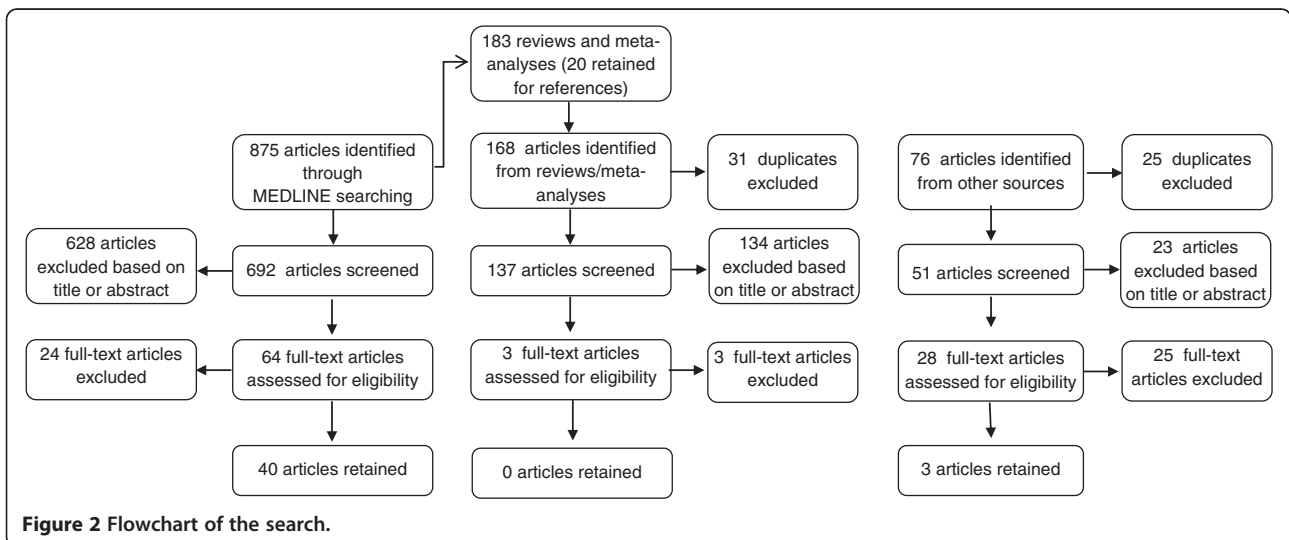 183 reviews and meta-
analyses (20 retained
for references)
875 articles identified
through
MEDLINE searching
168 articles identified
from reviews/meta-
analyses
31 duplicates
excluded
76 articles identified
from other sources
25 duplicates
excluded
628 articles
excluded based on
title or abstract
692 articles screened
137 articles screened
134 articles
excluded based
on title or abstract
51 articles screened
23 articles
excluded based
on title or abstract
24 full-text articles
excluded
64 full-text articles
assessed for eligibility
3 full-text articles
assessed for eligibility
3 full-text articles
excluded
28 full-text articles
assessed for eligibility
25 full-text
articles excluded
40 articles retained
0 articles retained
3 articles retained
Figure 2 Flowchart of the search.